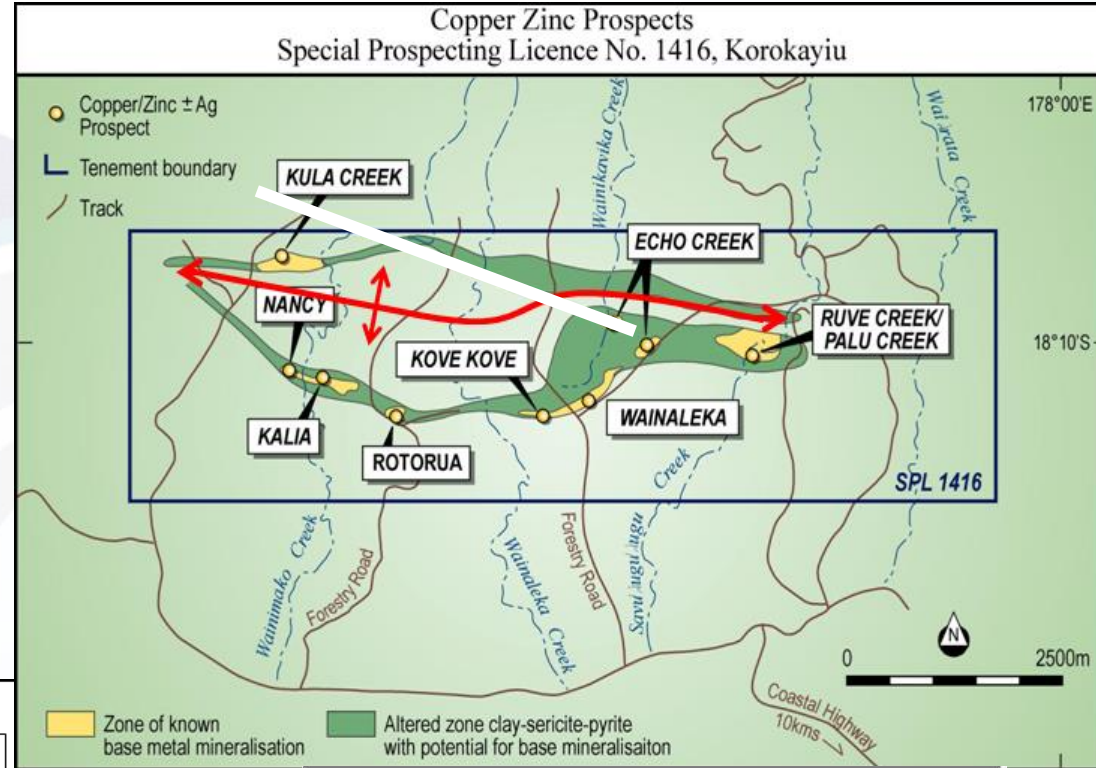 Copper Zinc Prospects
Special Prospecting Licence No. 1416, Korokayiu
Copper/Zinc ± Ag
Prospect
Tenement boundary
Track
178°00'E
KULA CREEK
Wainikavika Creek
Creek
ECHO CREEK
NANCY
RUVE CREEK/
PALU CREEK
18°10'S
KOVE KOVE
WAINALEKA
KALIA
ROTORUA
SPL 1416
Creek
Wainimako Creek
Forestry Road
Wainaleka Creek
Forestry Road
N
0 2500m
Coastal Highway
10kms
Zone of known
base metal mineralisation
Altered zone clay-sericite-pyrite
with potential for base mineralisaiton